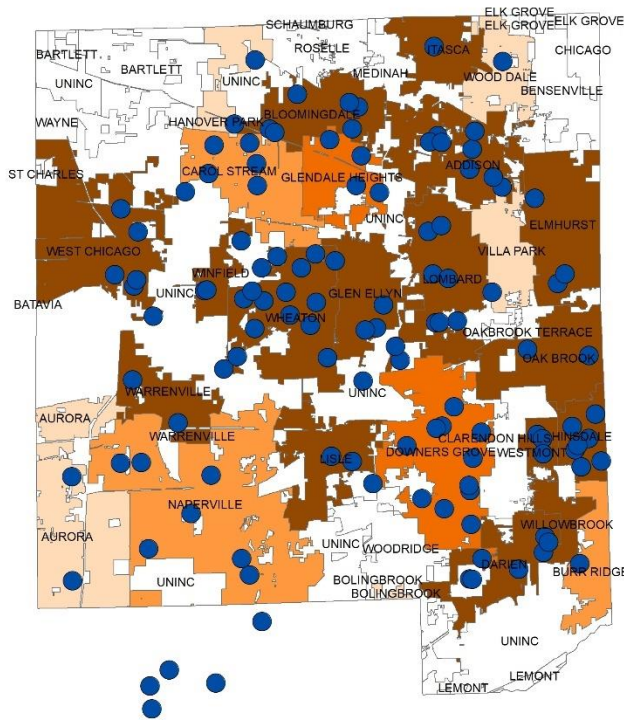 SCHAUMBURG
ELK GROVE
ELK GROVE
ELK GROVE
BARTLETT
ROSELLE
ITASCA
CHICAGO
UNINC
BARTLETT
UNINC
MEDINAH
WOOD DALE
BENSENVILLE
WAYNE
HANOVER PARK
BLOOMINGDALE
ST CHARLES
CAROL STREAM
GLENDALE HEIGHTS
ADDISON
UNINC
ELMHURST
WEST CHICAGO
VILLA PARK
WINFIELD
LOMBARD
UNINC
GLEN ELLYN
BATAVIA
WHEATON
OAKBROOK TERRACE
OAK BROOK
WARRENVILLE
UNINC
AURORA
WARRENVILLE
CLARENDON HILLS
HINSDALE
LISLE
DOWNERS GROVE
WESTMONT
NAPERVILLE
AURORA
WILLOWBROOK
WOODRIDGE
UNINC
BOLINGBROOK
DARIEN
BURR RIDGE
BOLINGBROOK
UNINC
LEMONT
LEMONT